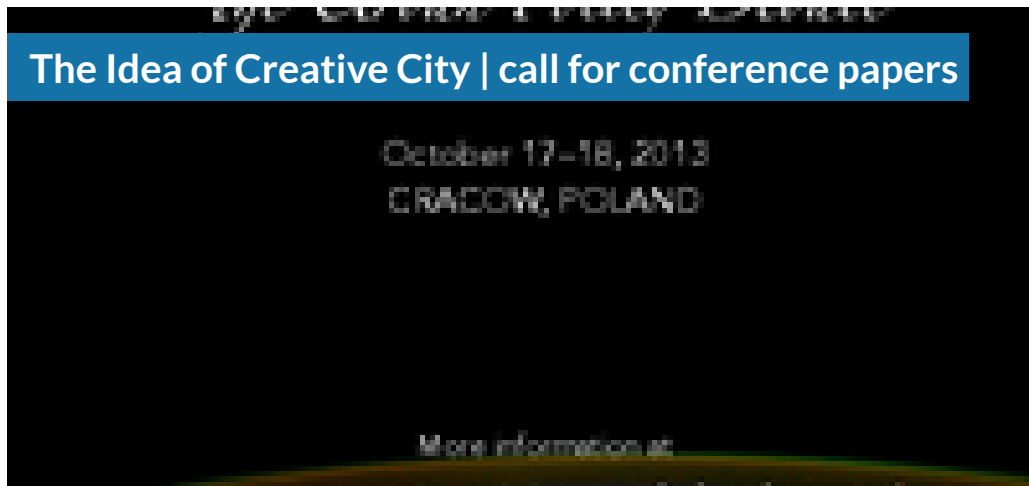 The Idea of Creative City | call for conference papers
October 17–18, 2013
CRACOW, POLAND
More information at